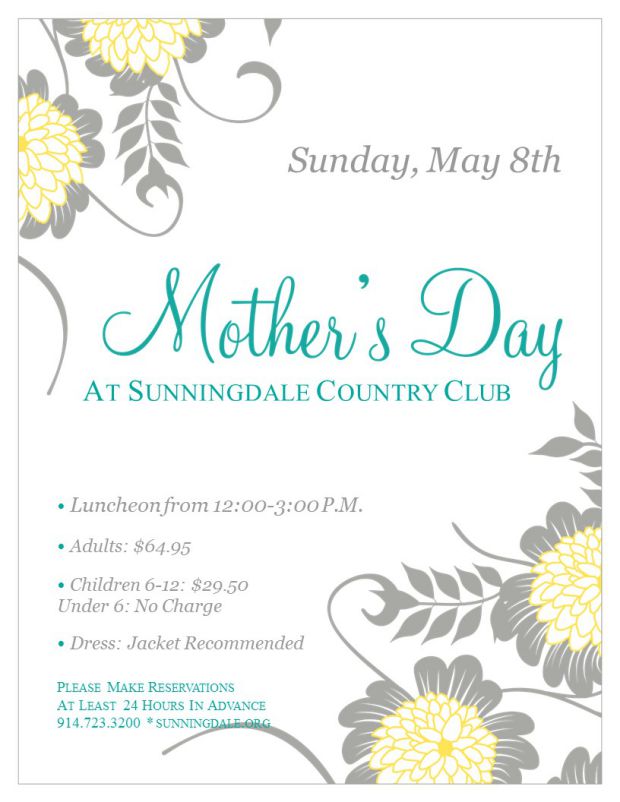 Sunday, May 8th
Mother's Day
At Sunningdale Country Club
• Luncheon from 12:00-3:00 P.M.
• Adults: $64.95
• Children 6-12: $29.50
Under 6: No Charge
• Dress: Jacket Recommended
Please Make Reservations
At Least 24 Hours In Advance
914.723.3200 * sunningdale.org